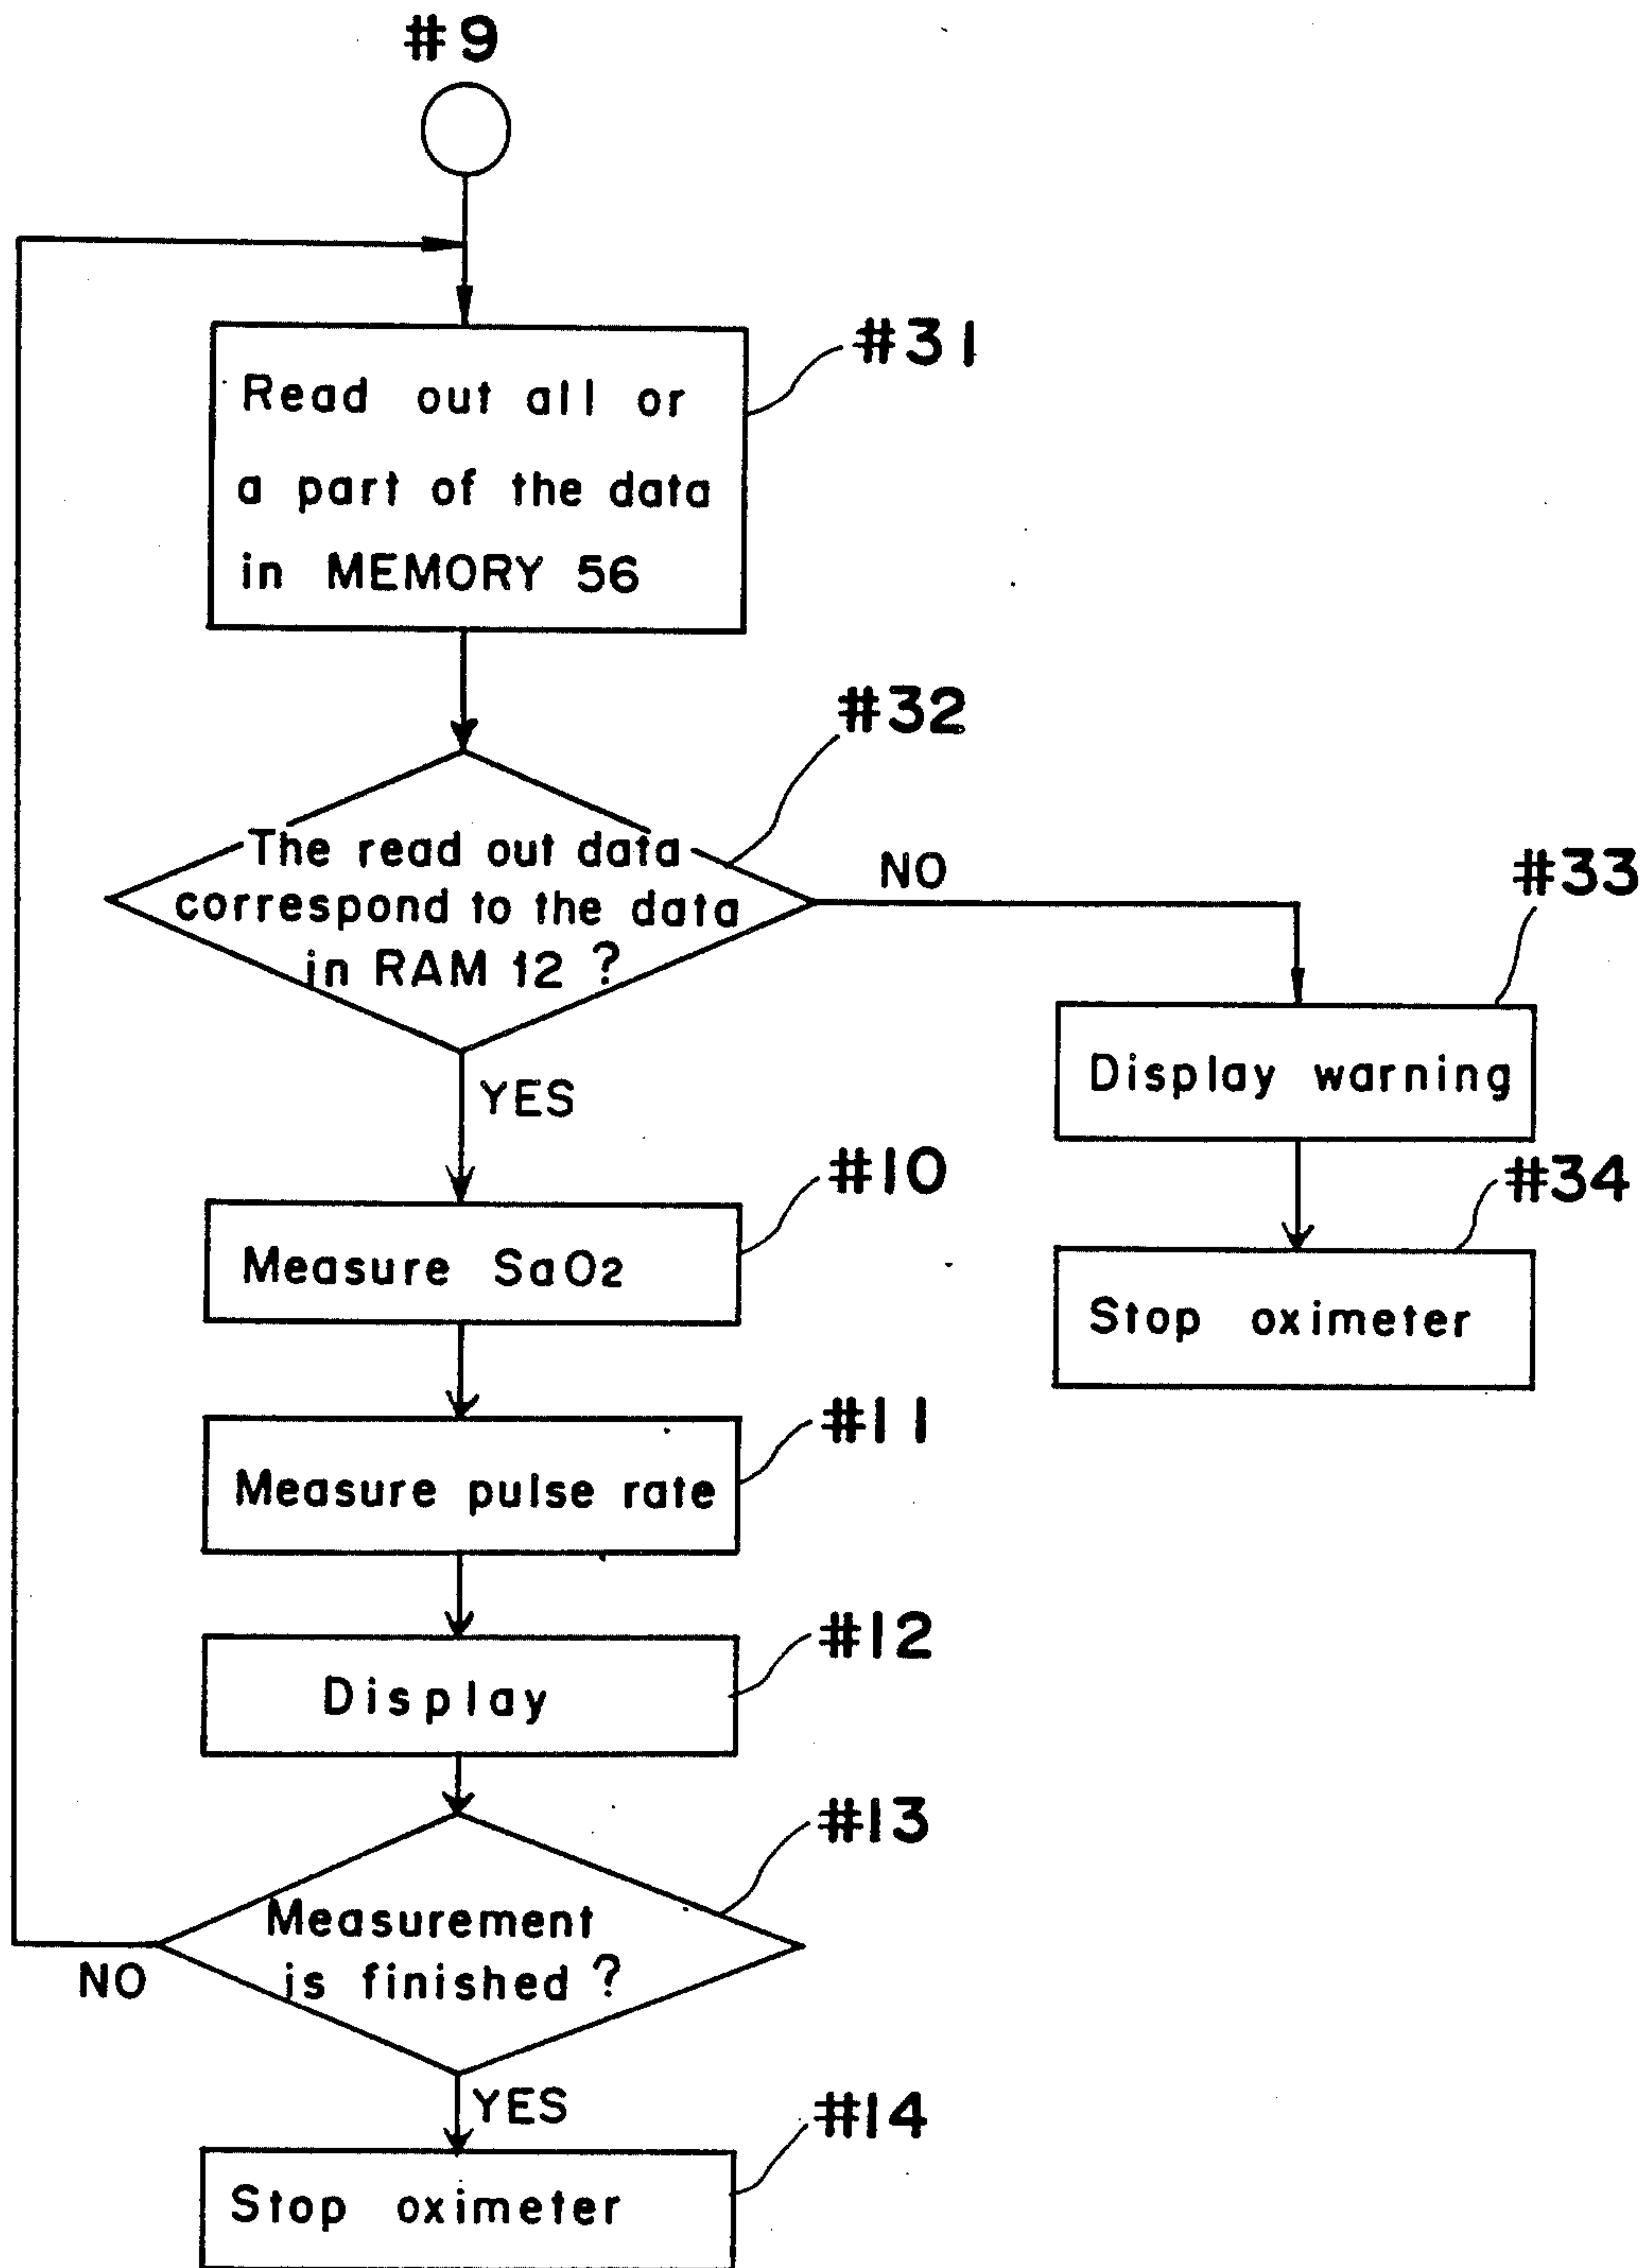 #9
#31
Read out all or
a part of the data
in MEMORY 56
#32
The read out data
correspond to the data
in RAM 12 ?
NO
#33
Display warning
YES
#34
Stop oximeter
#10
Measure SaO2
#11
Measure pulse rate
#12
Display
#13
Measurement
is finished ?
NO
YES
#14
Stop oximeter